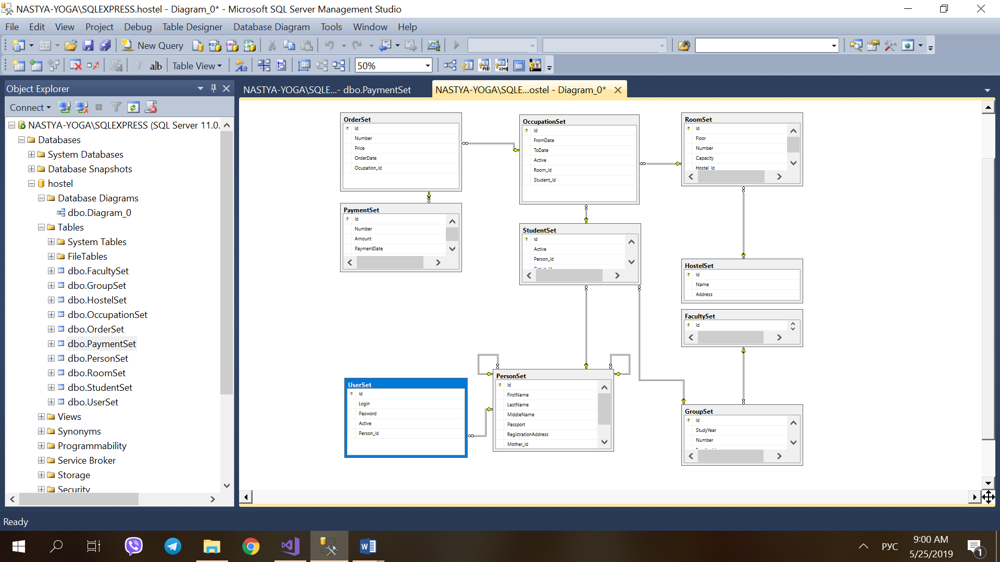 NASTYA-YOGA\SQLEXPRESS.hostel - Diagram_0* - Microsoft SQL Server Management Studio
File Edit View Project Debug Table Designer Database Diagram Tools Window Help
New Query
Table View 50%
Object Explorer
Connect
NASTYA-YOGA\SQLEXPRESS (SQL Server 11.0.
Databases
System Databases
Database Snapshots
hostel
Database Diagrams
dbo.Diagram_0
Tables
System Tables
FileTables
dbo.FacultySet
dbo.GroupSet
dbo.HostelSet
dbo.OccupationSet
dbo.OrderSet
dbo.PaymentSet
dbo.PersonSet
dbo.RoomSet
dbo.StudentSet
dbo.UserSet
Views
Synonyms
Programmability
Service Broker
Storage
Security
NASTYA-YOGA\SQLE...- dbo.PaymentSet
NASTYA-YOGA\SQLE...ostel - Diagram_0*
OrderSet
Id
Number
Price
OrderDate
Ocupation_Id
OccupationSet
Id
FromDate
ToDate
Active
Room_Id
Student_Id
RoomSet
Id
Floor
Number
Capacity
Hostel_Id
PaymentSet
Id
Number
Amount
PaymentDate
StudentSet
Id
Active
Person_Id
HostelSet
Id
Name
Address
FacultySet
Id
UserSet
Id
Login
Pasword
Active
Person_Id
PersonSet
Id
FirstName
LastName
MiddleName
Passport
RegistrationAddress
Mother_Id
GroupSet
Id
StudyYear
Number
Ready
РУС
9:00 AM
5/25/2019
1